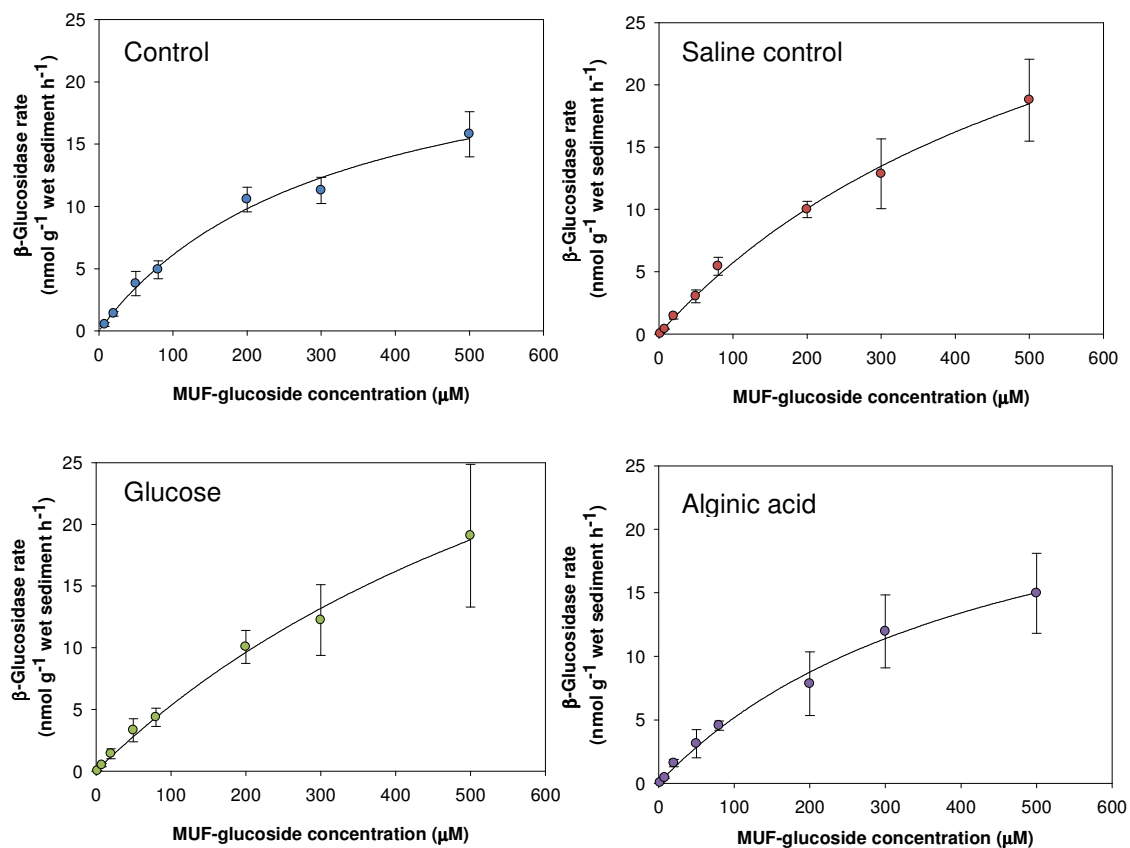 Control
β-Glucosidase rate
(nmol g-1 wet sediment h-1)
25
20
15
10
5
0
0 100 200 300 400 500 600
MUF-glucoside concentration (μM)
Saline control
β-Glucosidase rate
(nmol g-1 wet sediment h-1)
25
20
15
10
5
0
0 100 200 300 400 500 600
MUF-glucoside concentration (μM)
Glucose
β-Glucosidase rate
(nmol g-1 wet sediment h-1)
25
20
15
10
5
0
0 100 200 300 400 500 600
MUF-glucoside concentration (μM)
Alginic acid
β-Glucosidase rate
(nmol g-1 wet sediment h-1)
25
20
15
10
5
0
0 100 200 300 400 500 600
MUF-glucoside concentration (μM)